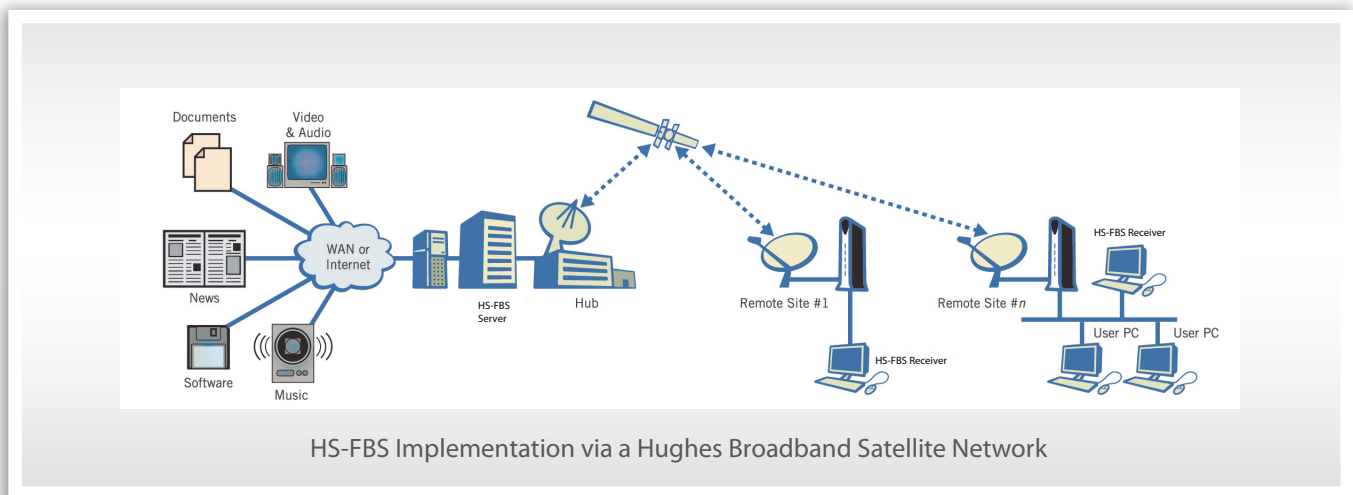 Documents
Video
& Audio
WAN or
Internet
News
Software
Music
HS-FBS
Server
Hub
Remote Site #1
HS-FBS Receiver
Remote Site #n
HS-FBS Receiver
User PC
User PC
HS-FBS Implementation via a Hughes Broadband Satellite Network